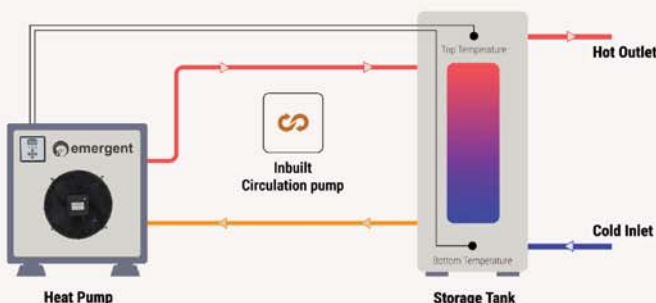 Top Temperature
Hot Outlet
emergent
Inbuilt
Circulation pump
Cold Inlet
Bottom Temperature
Heat Pump
Storage Tank